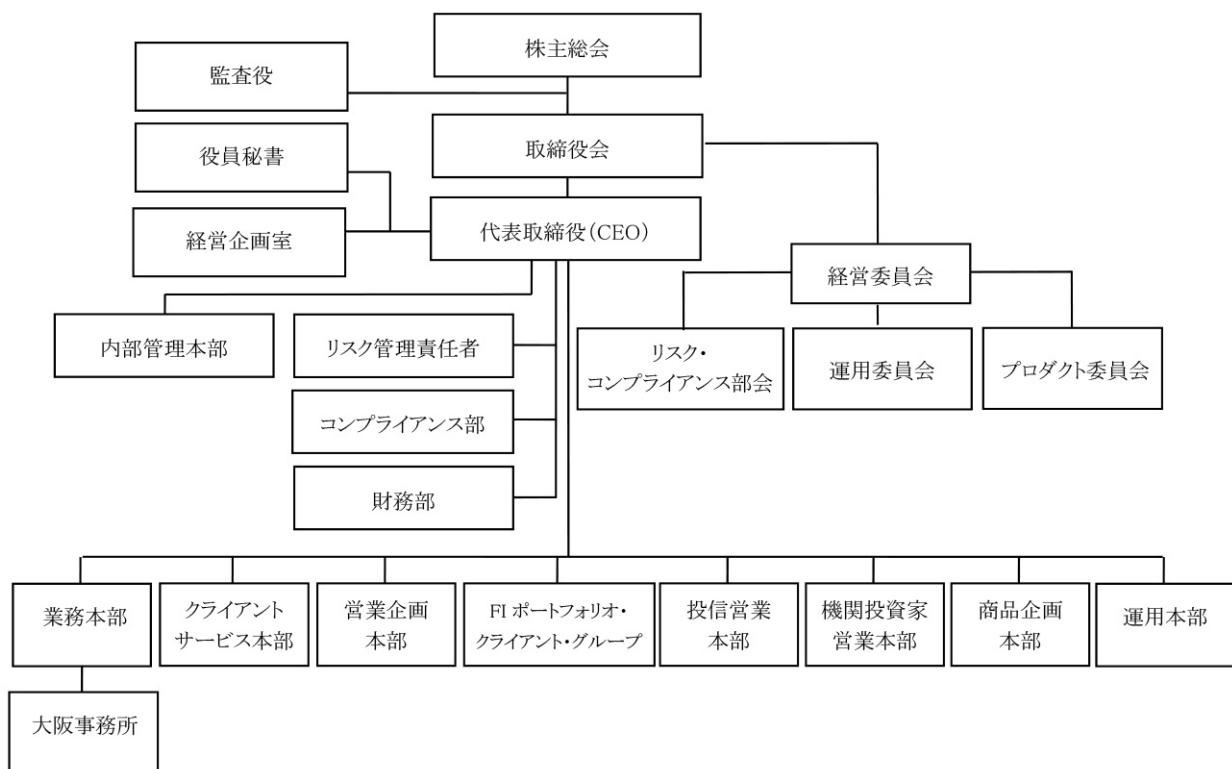 株主総会
監査役
取締役会
役員秘書
代表取締役(CEO)
経営企画室
経営委員会
内部管理本部
リスク管理責任者
リスク・
コンプライアンス部会
運用委員会
プロダクト委員会
コンプライアンス部
財務部
業務本部
クライアント
サービス本部
営業企画
本部
FI ポートフォリオ・
クライアント・グループ
投信営業
本部
機関投資家
営業本部
商品企画
本部
運用本部
大阪事務所